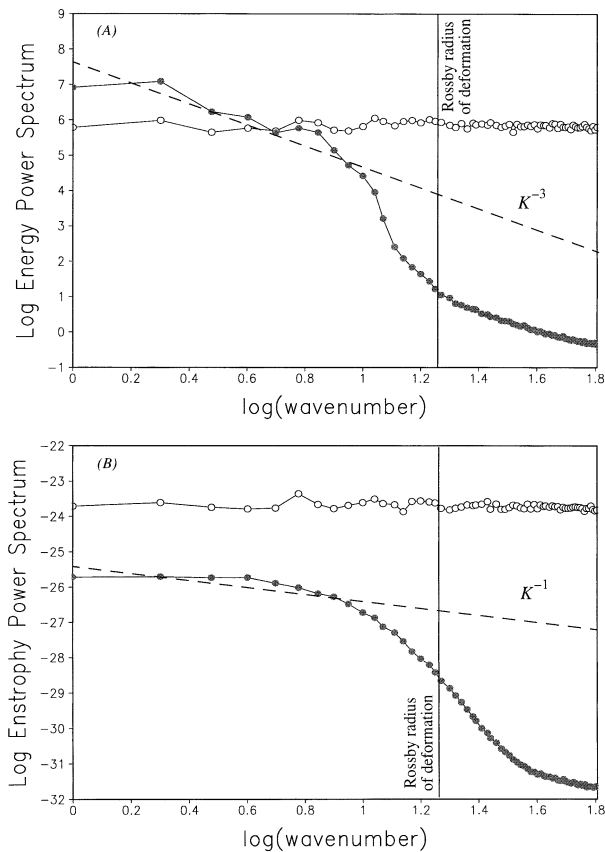 (A)
Log Energy Power Spectrum
9
8
7
6
5
4
3
2
1
0
-1
Rossby radius
of deformation
K⁻³
0 0.2 0.4 0.6 0.8 1 1.2 1.4 1.6 1.8
log(wavenumber)
(B)
Log Enstrophy Power Spectrum
-22
-23
-24
-25
-26
-27
-28
-29
-30
-31
-32
K⁻¹
Rossby radius
of deformation
0 0.2 0.4 0.6 0.8 1 1.2 1.4 1.6 1.8
log(wavenumber)